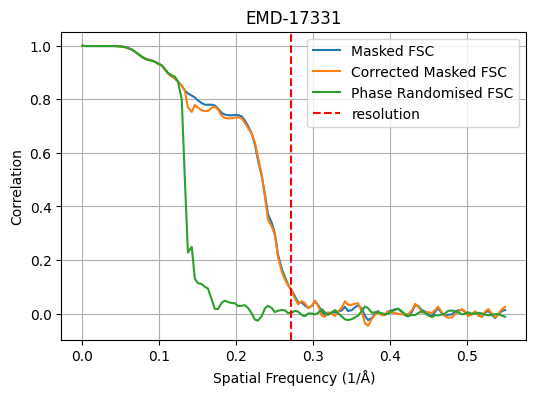 EMD-17331
Masked FSC
Corrected Masked FSC
Phase Randomised FSC
resolution
Correlation
1.0
0.8
0.6
0.4
0.2
0.0
0.0 0.1 0.2 0.3 0.4 0.5
Spatial Frequency (1/Å)